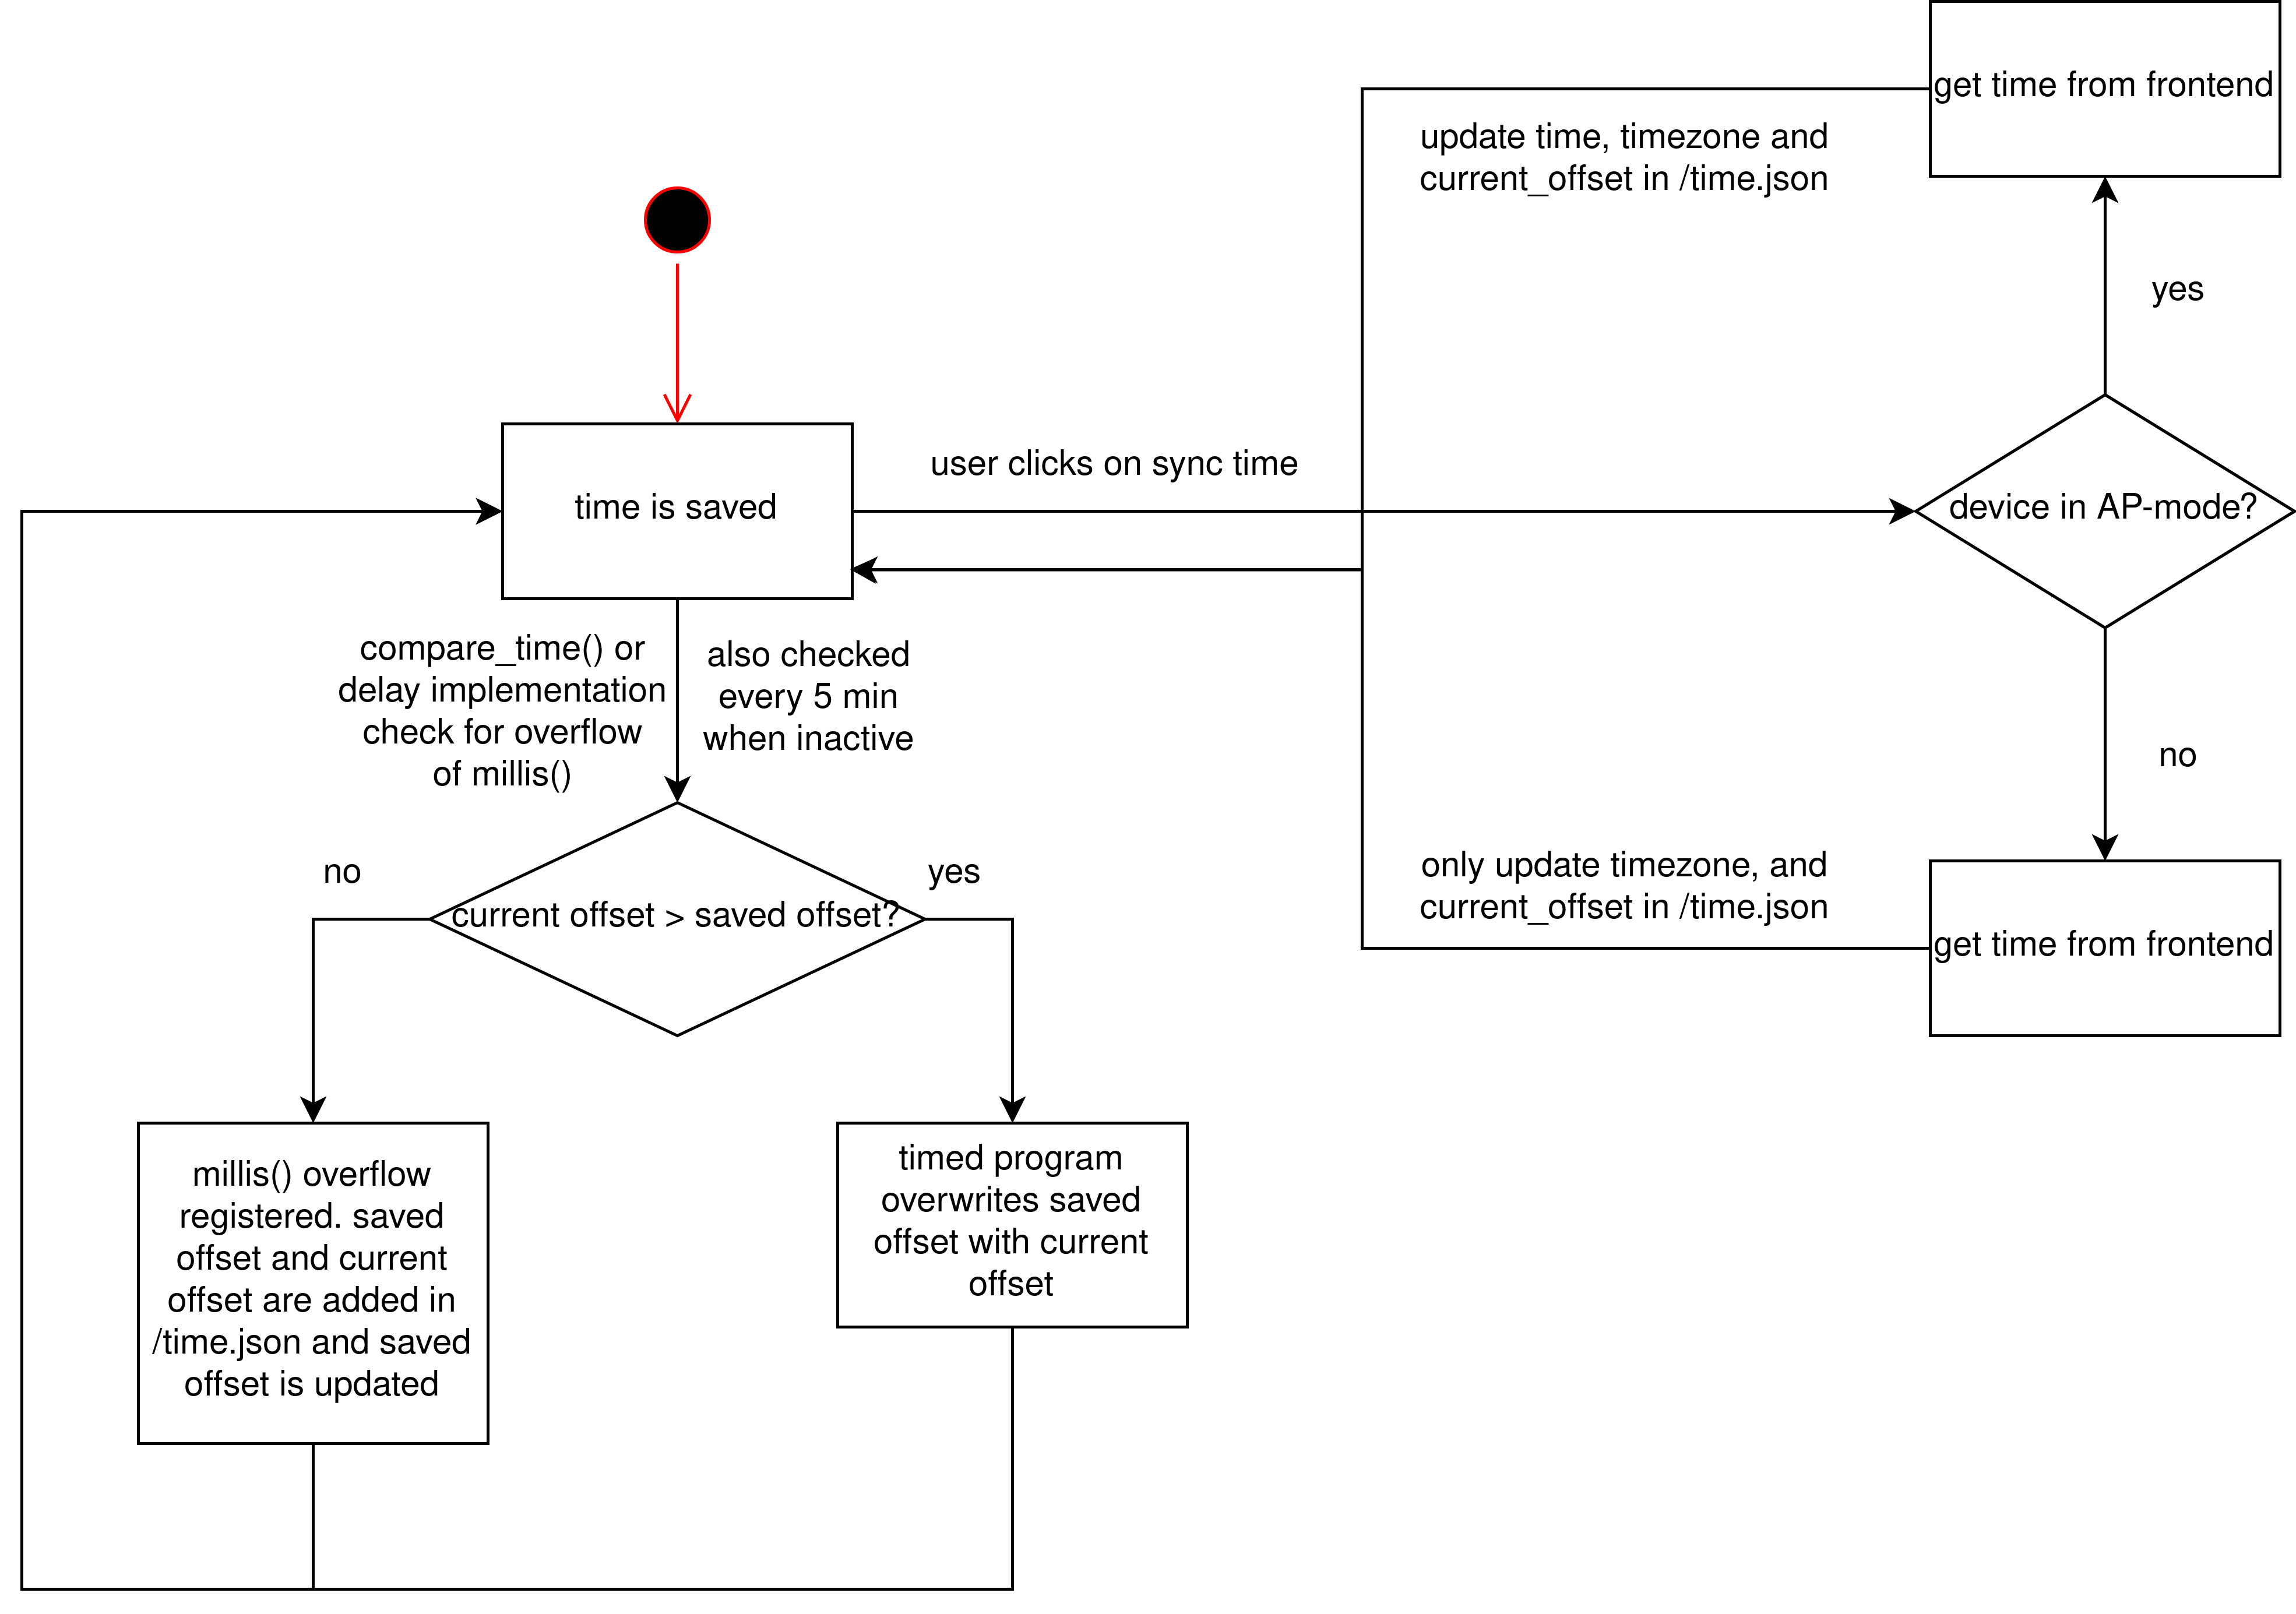 get time from frontend
update time, timezone and
current_offset in /time.json
yes
user clicks on sync time
time is saved
device in AP-mode?
compare_time() or
delay implementation
check for overflow
of millis()
also checked
every 5 min
when inactive
no
only update timezone, and
current_offset in /time.json
get time from frontend
no
yes
current offset > saved offset?
millis() overflow
registered. saved
offset and current
offset are added in
/time.json and saved
offset is updated
timed program
overwrites saved
offset with current
offset